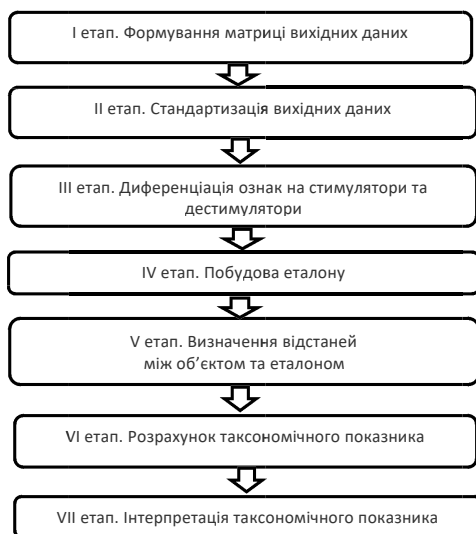 І етап. Формування матриці вихідних даних
ІІ етап. Стандартизація вихідних даних
ІІІ етап. Диференціація ознак на стимулятори та
дестимулятори
IV етап. Побудова еталону
V етап. Визначення відстаней
між об’єктом та еталоном
VI етап. Розрахунок таксономічного показника
VII етап. Інтерпретація таксономічного показника